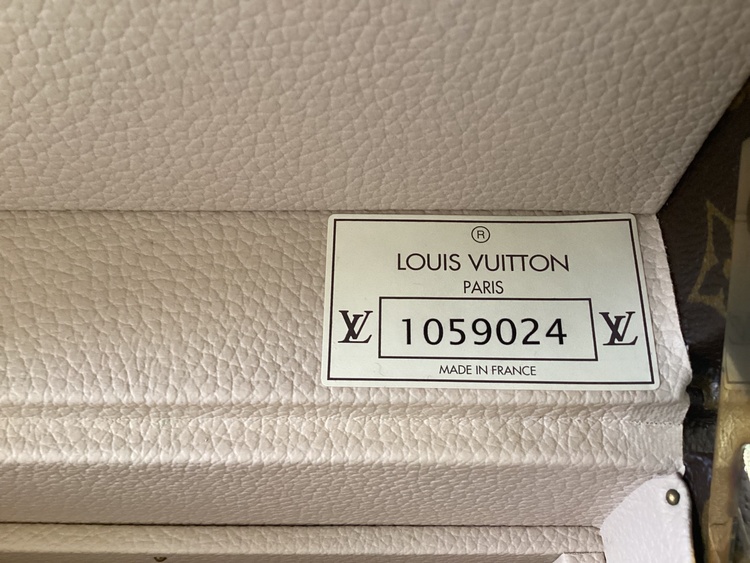 ®
LOUIS VUITTON
PARIS
LV 1059024 LV
MADE IN FRANCE